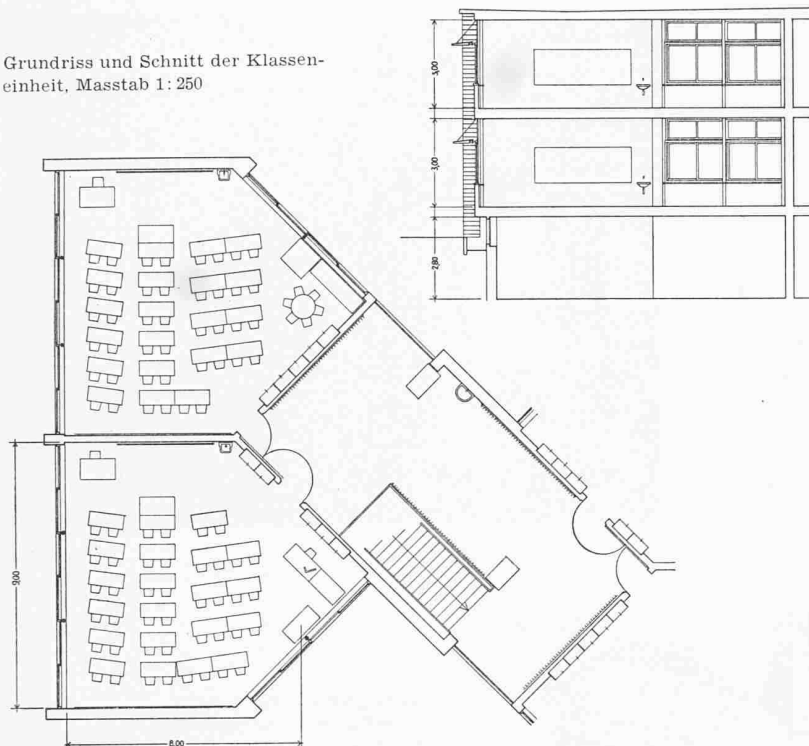 Grundriss und Schnitt der Klassen-
einheit, Masstab 1: 250
3,00
3,00
2,80
9,00
8,00